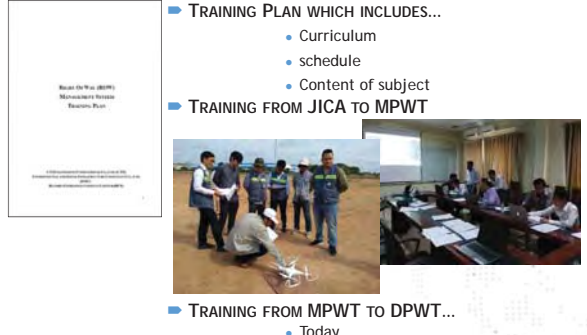 RIGHT OF WAY (ROW)
MANAGEMENT SYSTEM
TRAINING PLAN
TRAINING PLAN WHICH INCLUDES...
• Curriculum
• schedule
• Content of subject
TRAINING FROM JICA TO MPWT
TRAINING FROM MPWT TO DPWT...
• Today